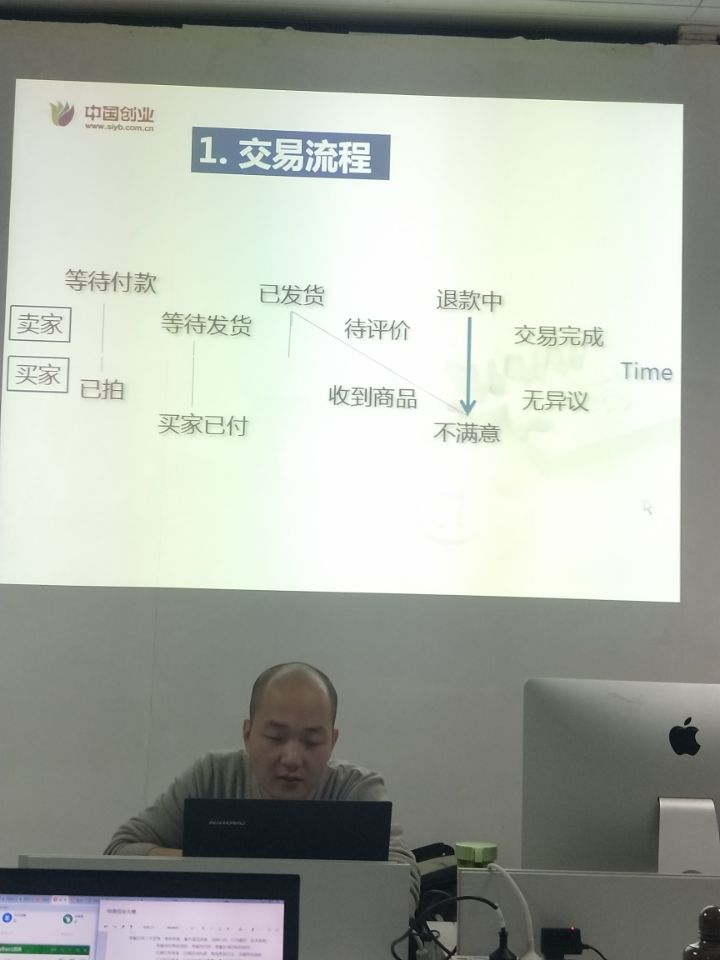 中国创业
www.siyb.com.cn
1. 交易流程
等待付款
已发货
退款中
卖家
等待发货
待评价
交易完成
Time
买家
已拍
收到商品
无异议
买家已付
不满意
lenovo